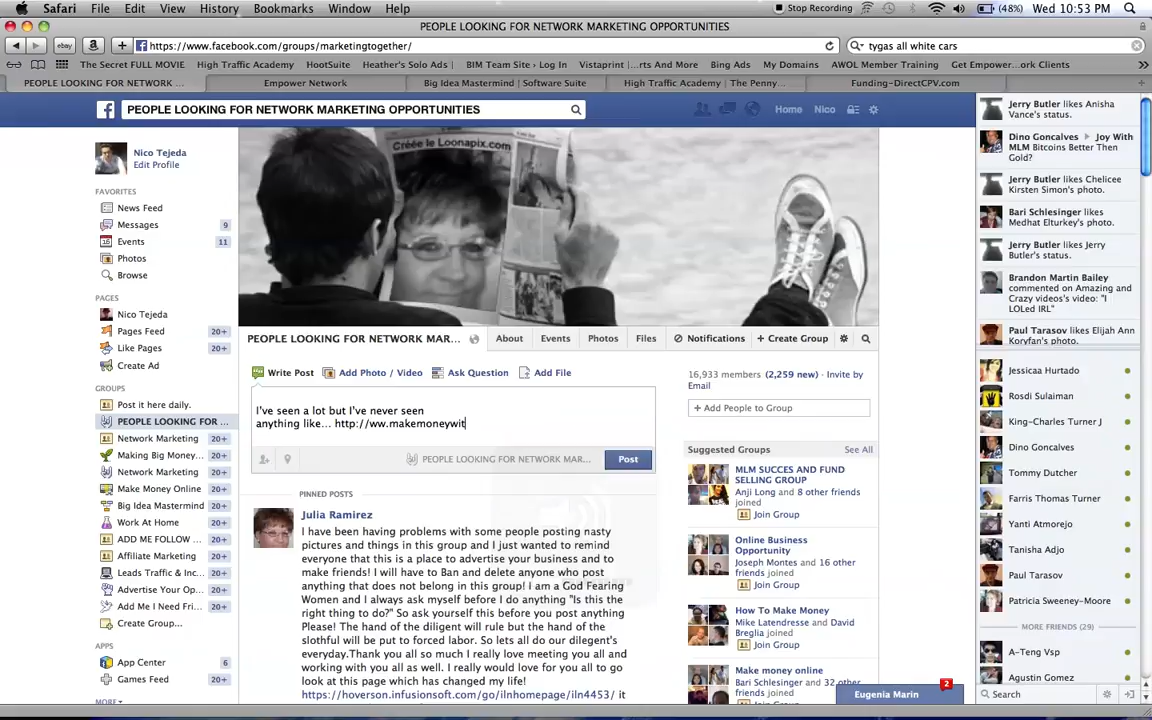 Safari File Edit View History Bookmarks Window Help Stop Recording (48%) Wed 10:53 PM
PEOPLE LOOKING FOR NETWORK MARKETING OPPORTUNITIES
ebay a + https://www.facebook.com/groups/marketingtogether/ tygas all white cars
The Secret FULL MOVIE High Traffic Academy HootSuite Heather's Solo Ads BIM Team Site › Log In Vistaprint |...rts And More Bing Ads My Domains AWOL Member Training Get Empower...ork Clients
PEOPLE LOOKING FOR NETWORK ... Empower Network Big Idea Mastermind | Software Suite High Traffic Academy | The Penny... Funding-DirectCPV.com
PEOPLE LOOKING FOR NETWORK MARKETING OPPORTUNITIES
Home Nico
Nico Tejeda
Edit Profile
FAVORITES
News Feed
Messages 9
Events 11
Photos
Browse
PAGES
Nico Tejeda
Pages Feed 20+
Like Pages 20+
Create Ad
GROUPS
Post it here daily.
PEOPLE LOOKING FOR ...
Network Marketing 20+
Making Big Money... 20+
Network Marketing 20+
Make Money Online 20+
Big Idea Mastermind 20+
Work At Home 20+
ADD ME FOLLOW ... 20+
Affiliate Marketing 20+
Leads Traffic & Inc... 20+
Advertise Your Op... 20+
Add Me I Need Fri... 20+
Create Group...
APPS
App Center 6
Games Feed 20+
MORE
Créée le Loonapix.com
PEOPLE LOOKING FOR NETWORK MAR... About Events Photos Files Notifications + Create Group
Write Post Add Photo / Video Ask Question Add File
I've seen a lot but I've never seen
anything like... http://ww.makemoneywit
PEOPLE LOOKING FOR NETWORK MAR... Post
PINNED POSTS
Julia Ramirez
I have been having problems with some people posting nasty
pictures and things in this group and I just wanted to remind
everyone that this is a place to advertise your business and to
make friends! I will have to Ban and delete anyone who post
anything that does not belong in this group! I am a God Fearing
Women and I always ask myself before I do anything "Is this the
right thing to do?" So ask yourself this before you post anything
Please! The hand of the diligent will rule but the hand of the
slothful will be put to forced labor. So lets all do our dilegent's
everyday.Thank you all so much I really love meeting you all and
working with you all as well. I really would love for you all to go
look at this page which has changed my life!
https://hoverson.infusionsoft.com/go/ilnhomepage/iln4453/ it
16,933 members (2,259 new) · Invite by
Email
+ Add People to Group
Suggested Groups See All
MLM SUCCES AND FUND
SELLING GROUP
Anji Long and 8 other friends
joined
Join Group
Online Business
Opportunity
Joseph Montes and 16 other
friends joined
Join Group
How To Make Money
Mike Latendresse and David
Breglia joined
Join Group
Make money online
Bari Schlesinger and 32 other
friends joined
Jerry Butler likes Anisha
Vance's status.
Dino Goncalves ▸ Joy With
MLM Bitcoins Better Then
Gold?
Jerry Butler likes Chelicee
Kirsten Simon's photo.
Bari Schlesinger likes
Medhat Elturkey's photo.
Jerry Butler likes Jerry
Butler's status.
Brandon Martin Bailey
commented on Amazing and
Crazy videos's video: "I
LOLed IRL"
Paul Tarasov likes Elijah Ann
Koryfan's photo.
Jessicaa Hurtado
Rosdi Sulaiman
King-Charles Turner J
Dino Goncalves
Tommy Dutcher
Farris Thomas Turner
Yanti Atmorejo
Tanisha Adjo
Paul Tarasov
Patricia Sweeney-Moore
MORE FRIENDS (29)
A-Teng Vsp
Agustin Gomez
Eugenia Marin 2
Search